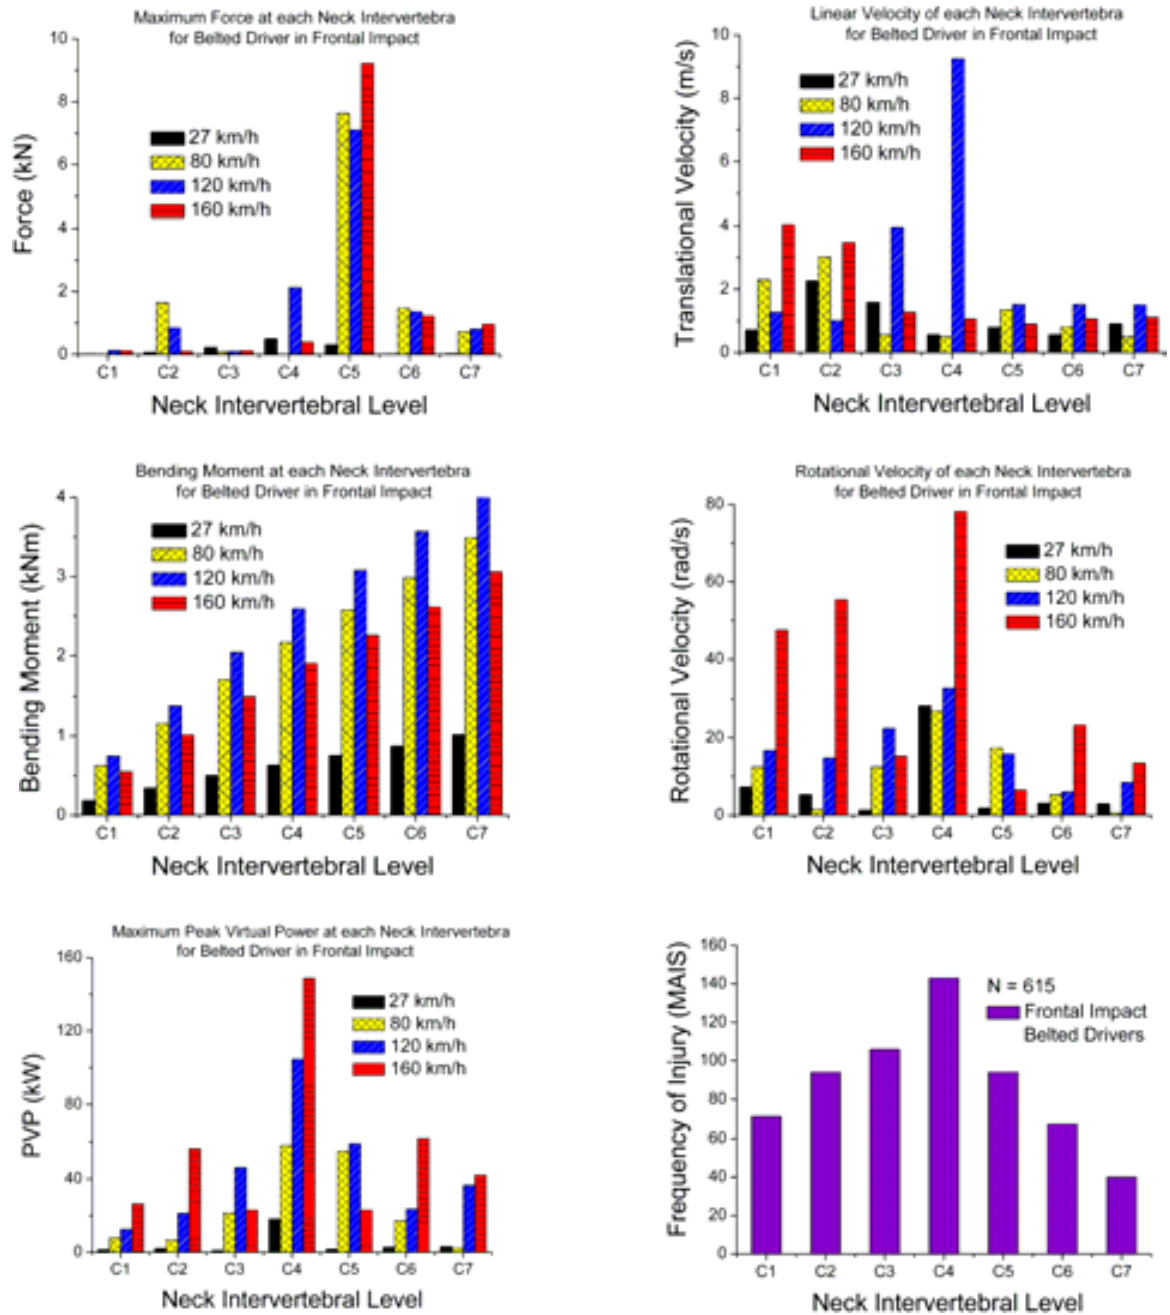 Maximum Force at each Neck Intervertebra
for Belted Driver in Frontal Impact
10
8
6
4
2
0
Force (kN)
27 km/h
80 km/h
120 km/h
160 km/h
C1 C2 C3 C4 C5 C6 C7
Neck Intervertebral Level
Linear Velocity of each Neck Intervertebra
for Belted Driver in Frontal Impact
10
8
6
4
2
0
Translational Velocity (m/s)
27 km/h
80 km/h
120 km/h
160 km/h
C1 C2 C3 C4 C5 C6 C7
Neck Intervertebral Level
Bending Moment at each Neck Intervertebra
for Belted Driver in Frontal Impact
4
3
2
1
0
Bending Moment (kNm)
27 km/h
80 km/h
120 km/h
160 km/h
C1 C2 C3 C4 C5 C6 C7
Neck Intervertebral Level
Rotational Velocity of each Neck Intervertebra
for Belted Driver in Frontal Impact
80
60
40
20
0
Rotational Velocity (rad/s)
27 km/h
80 km/h
120 km/h
160 km/h
C1 C2 C3 C4 C5 C6 C7
Neck Intervertebral Level
Maximum Peak Virtual Power at each Neck Intervertebra
for Belted Driver in Frontal Impact
160
120
80
40
0
PVP (kW)
27 km/h
80 km/h
120 km/h
160 km/h
C1 C2 C3 C4 C5 C6 C7
Neck Intervertebral Level
160
140
120
100
80
60
40
20
0
Frequency of Injury (MAIS)
N = 615
Frontal Impact
Belted Drivers
C1 C2 C3 C4 C5 C6 C7
Neck Intervertebral Level